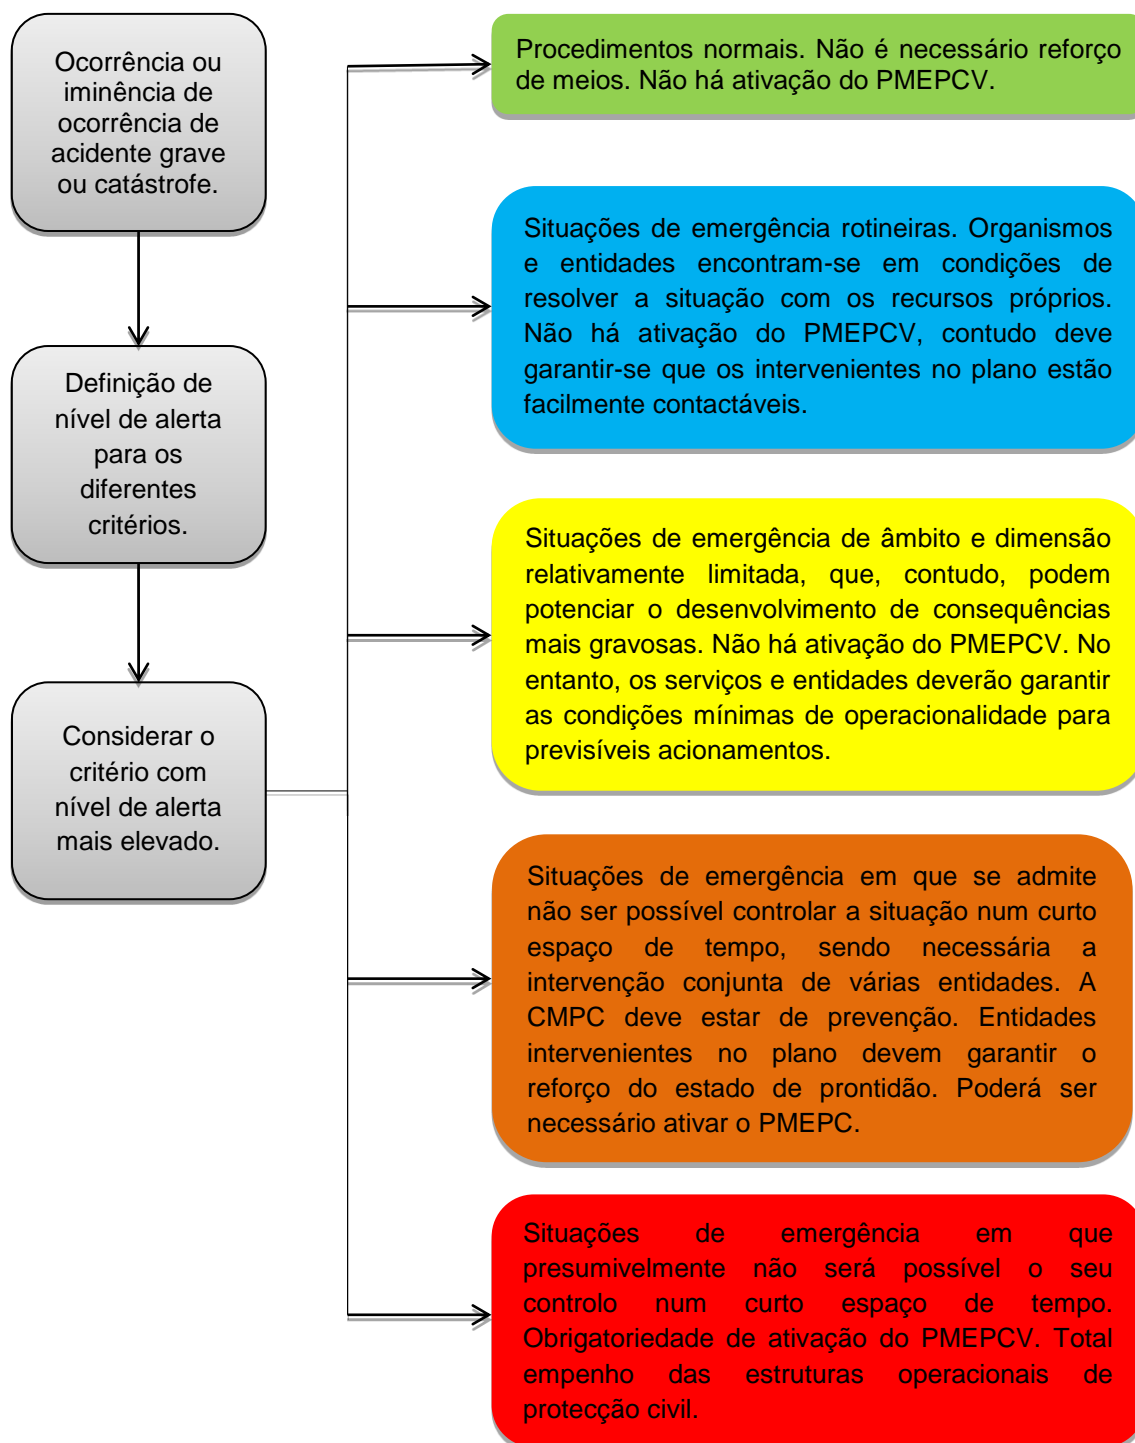 Ocorrência ou
iminência de
ocorrência de
acidente grave
ou catástrofe.
Definição de
nível de alerta
para os
diferentes
critérios.
Considerar o
critério com
nível de alerta
mais elevado.
Procedimentos normais. Não é necessário reforço
de meios. Não há ativação do PMEPCV.
Situações de emergência rotineiras. Organismos
e entidades encontram-se em condições de
resolver a situação com os recursos próprios.
Não há ativação do PMEPCV, contudo deve
garantir-se que os intervenientes no plano estão
facilmente contactáveis.
Situações de emergência de âmbito e dimensão
relativamente limitada, que, contudo, podem
potenciar o desenvolvimento de consequências
mais gravosas. Não há ativação do PMEPCV. No
entanto, os serviços e entidades deverão garantir
as condições mínimas de operacionalidade para
previsíveis acionamentos.
Situações de emergência em que se admite
não ser possível controlar a situação num curto
espaço de tempo, sendo necessária a
intervenção conjunta de várias entidades. A
CMPC deve estar de prevenção. Entidades
intervenientes no plano devem garantir o
reforço do estado de prontidão. Poderá ser
necessário ativar o PMEPC.
Situações de emergência em que
presumivelmente não será possível o seu
controlo num curto espaço de tempo.
Obrigatoriedade de ativação do PMEPCV. Total
empenho das estruturas operacionais de
protecção civil.